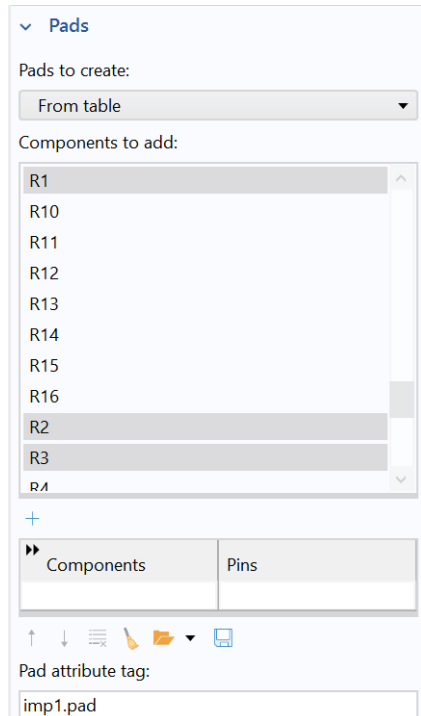 Pads
Pads to create:
From table
Components to add:
R1
R10
R11
R12
R13
R14
R15
R16
R2
R3
R4
Components Pins
Pad attribute tag:
imp1.pad